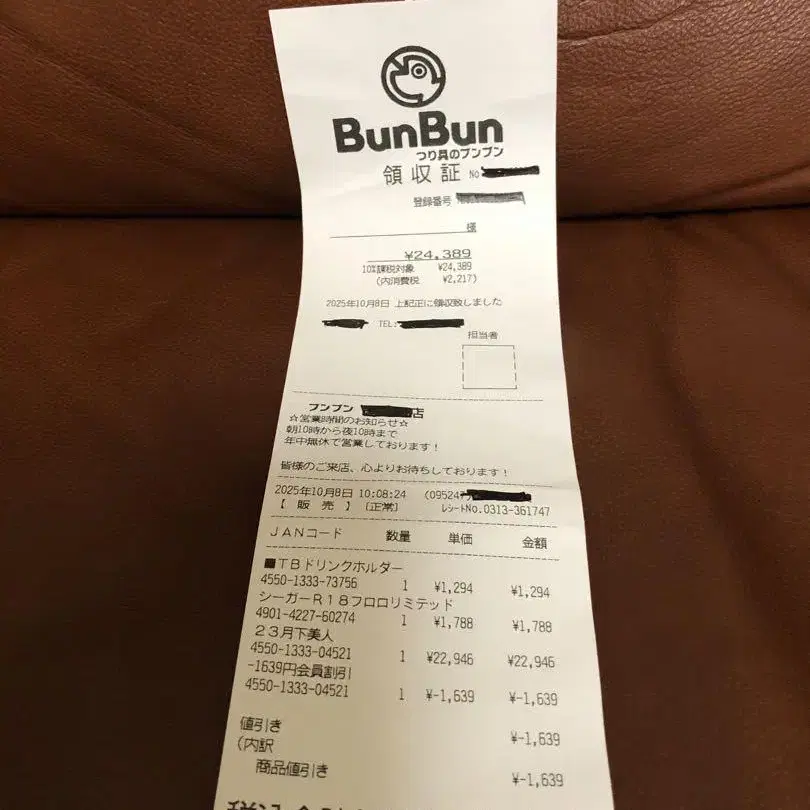 BunBun
つり具のブンブン
領収証 No
登録番号
様
¥24,389
10%課税対象 ¥24,389
(内消費税 ¥2,217)
2025年10月8日 上記正に領収致しました
TEL:
担当者
ブンブン 店
☆営業時間のお知らせ☆
朝10時から夜10時まで
年中無休で営業しております!
皆様のご来店、心よりお待ちしております!
2025年10月8日 10:08:24 (09524
【 販 売 】 [正常] レシートNo.0313-361747
JANコード 数量 単価 金額
■TBドリンクホルダー
4550-1333-73756 1 ¥1,294 ¥1,294
シーガーR18フロロリミテッド
4901-4227-60274 1 ¥1,788 ¥1,788
23月下美人
4550-1333-04521 1 ¥22,946 ¥22,946
-1639円会員割引
4550-1333-04521 1 ¥-1,639 ¥-1,639
値引き ¥-1,639
(内訳
商品値引き ¥-1,639